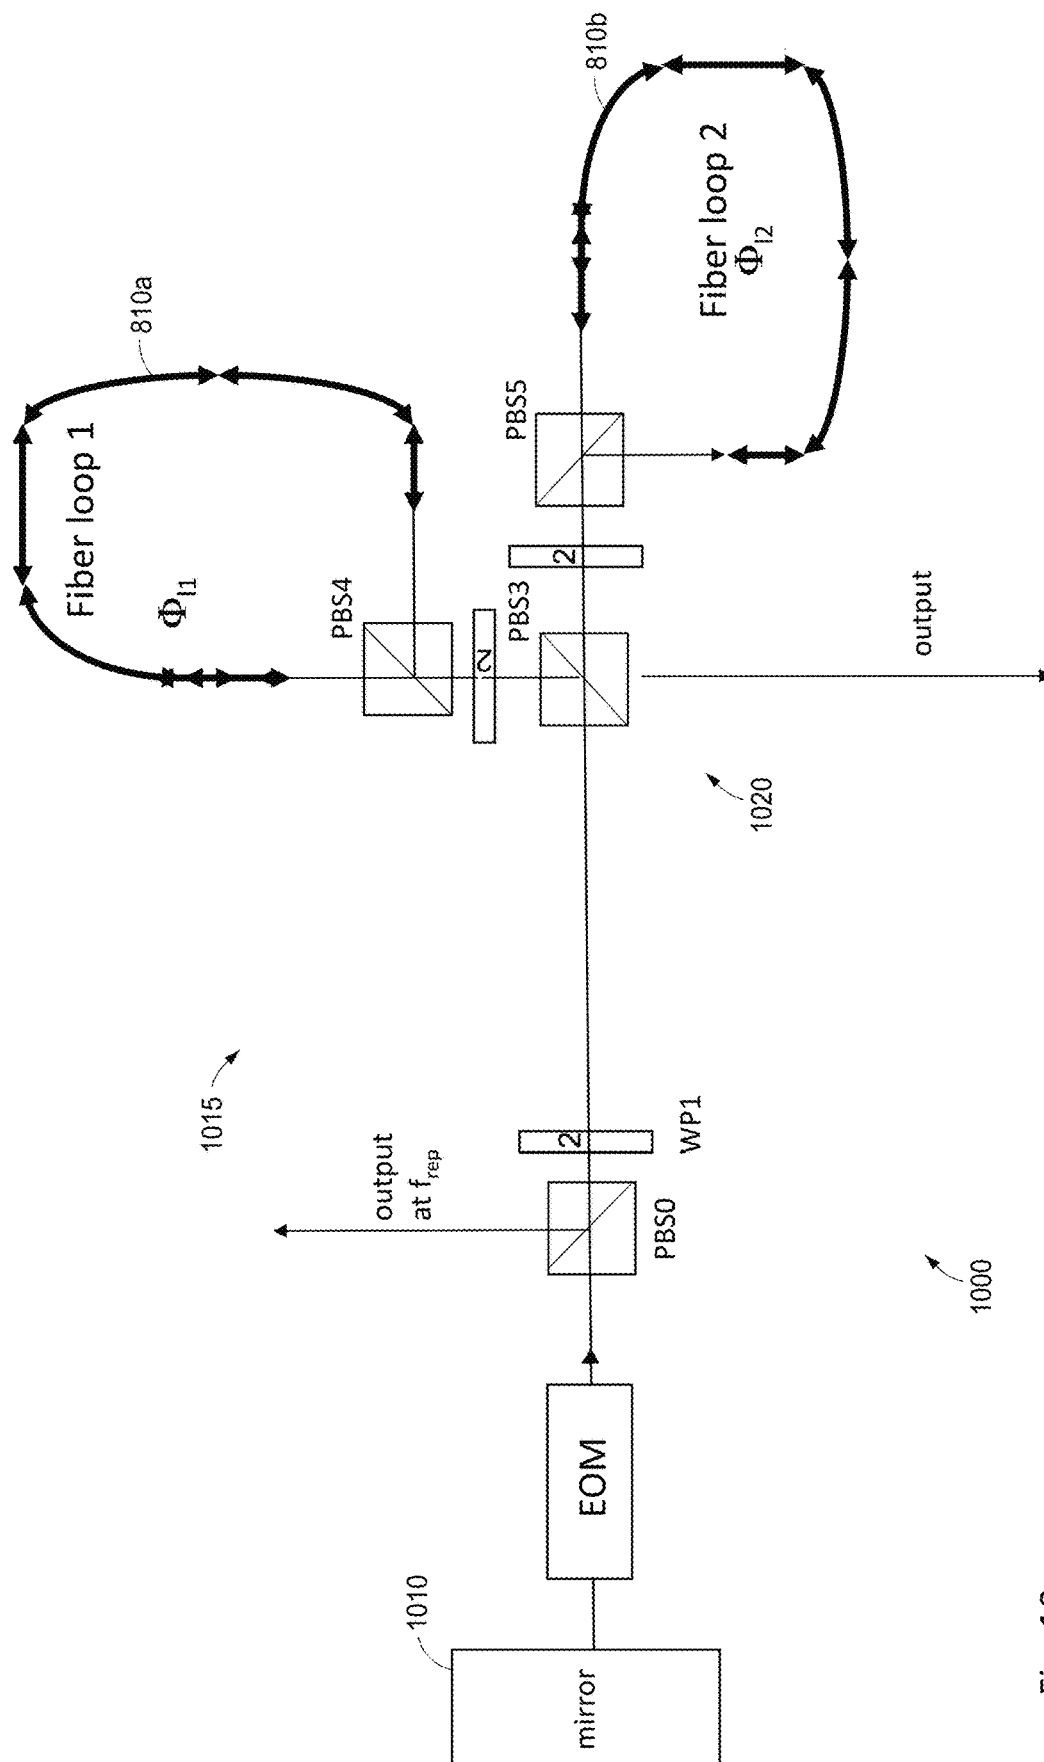 Fiber loop 1
810a
Φl1
1015
PBS4
output
at frep
1010
2
PBS3
PBS5
2
2
mirror
EOM
810b
PBS0
WP1
Fiber loop 2
Φl2
1020
output
1000